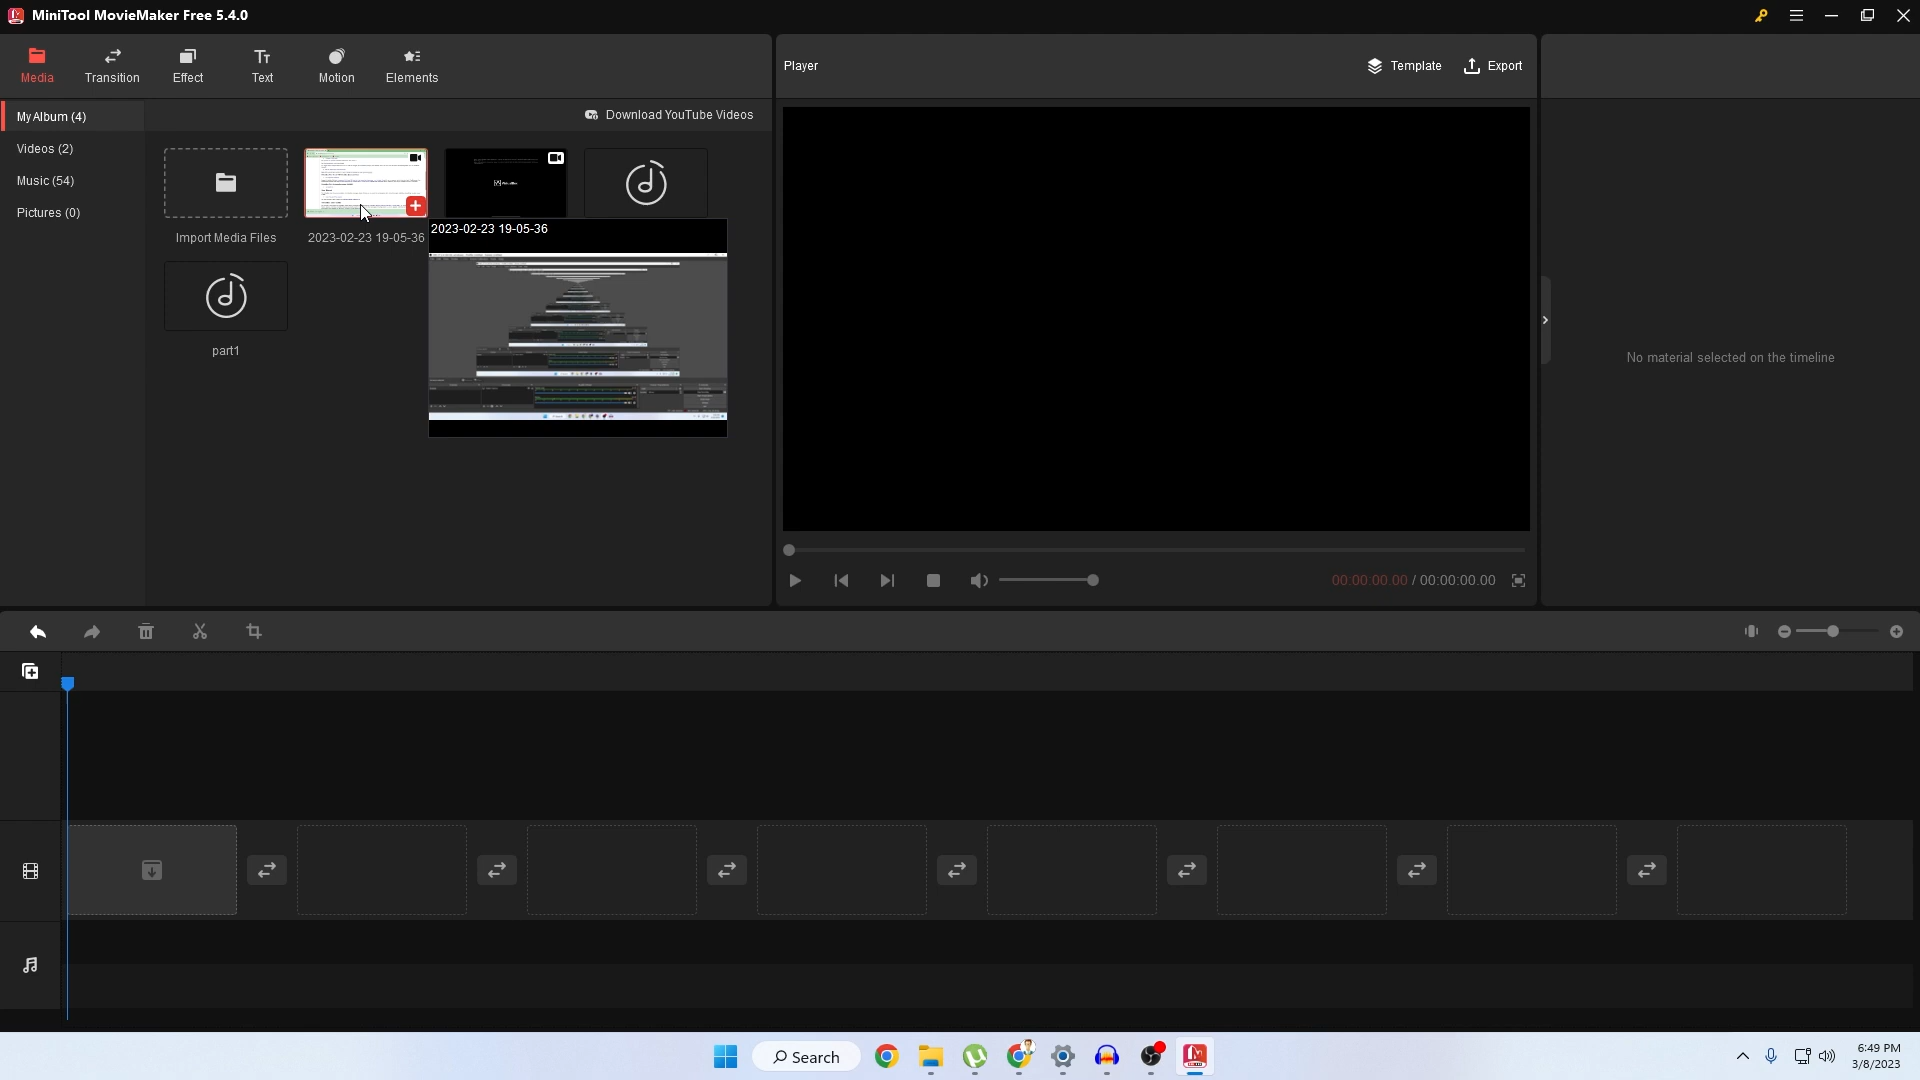 MiniTool MovieMaker Free 5.4.0
Media
Transition
Effect
Text
Motion
Elements
Player
Template
Export
My Album (4)
Download YouTube Videos
Videos (2)
Music (54)
Pictures (0)
Import Media Files
2023-02-23 19-05-36
2023-02-23 19-05-36
part1
No material selected on the timeline
00:00:00.00 / 00:00:00.00
Search
6:49 PM
3/8/2023